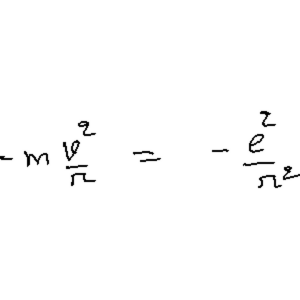 - m v² / r = - e² / r²